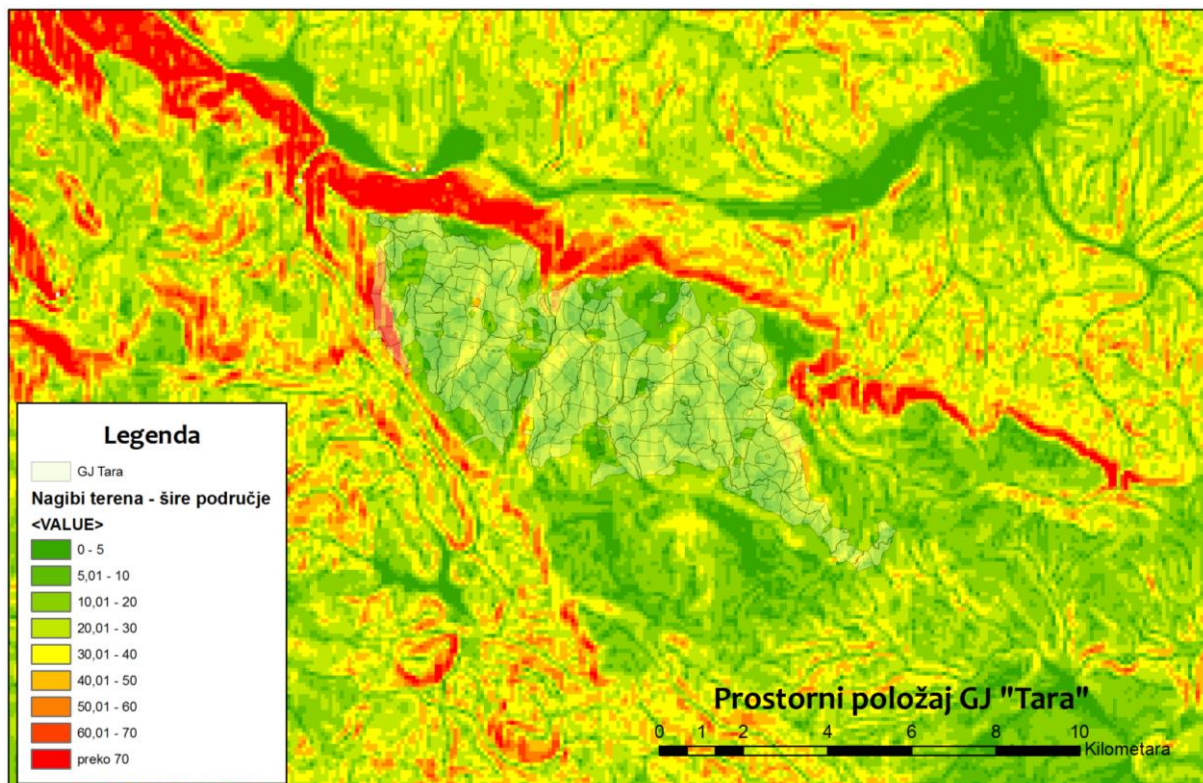 Legenda
GJ Tara
Nagibi terena - šire područje
<VALUE>
0 - 5
5,01 - 10
10,01 - 20
20,01 - 30
30,01 - 40
40,01 - 50
50,01 - 60
60,01 - 70
preko 70
Prostorni položaj GJ "Tara"
0 1 2 4 6 8 10
Kilometara